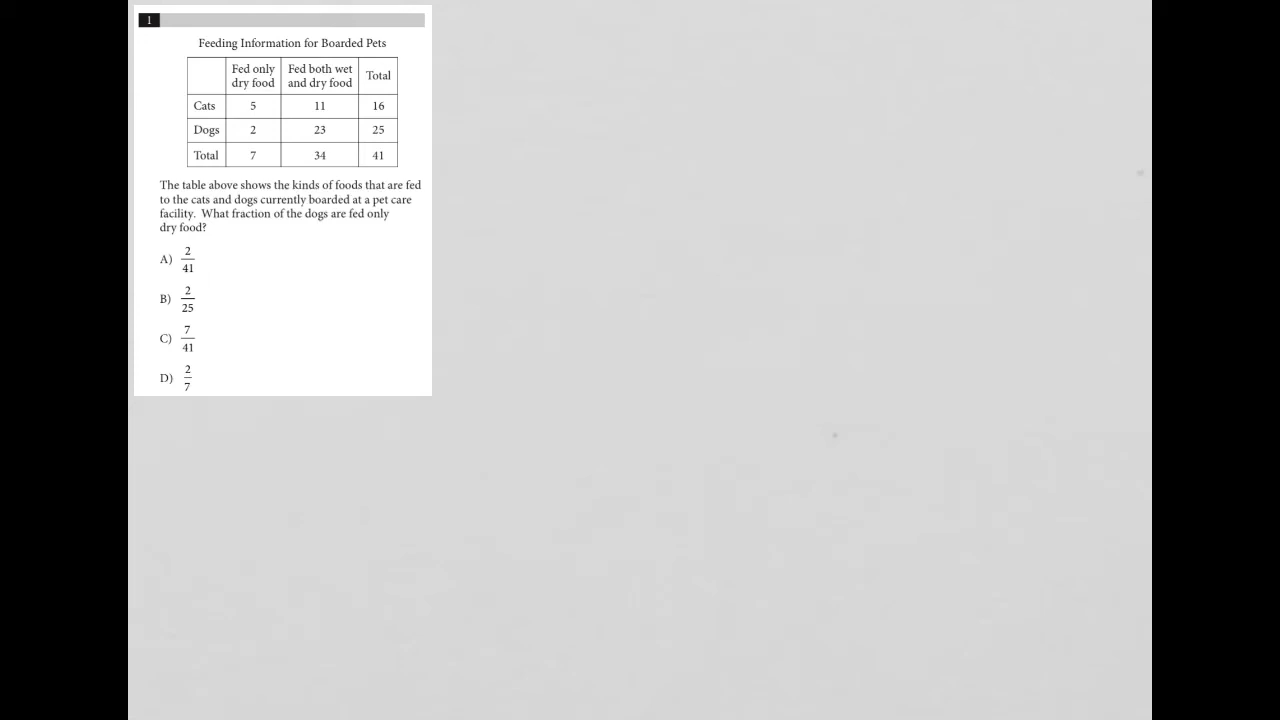 1
Feeding Information for Boarded Pets
Fed only dry food Fed both wet and dry food Total
Cats 5 11 16
Dogs 2 23 25
Total 7 34 41
The table above shows the kinds of foods that are fed
to the cats and dogs currently boarded at a pet care
facility. What fraction of the dogs are fed only
dry food?
A) 2/41
B) 2/25
C) 7/41
D) 2/7